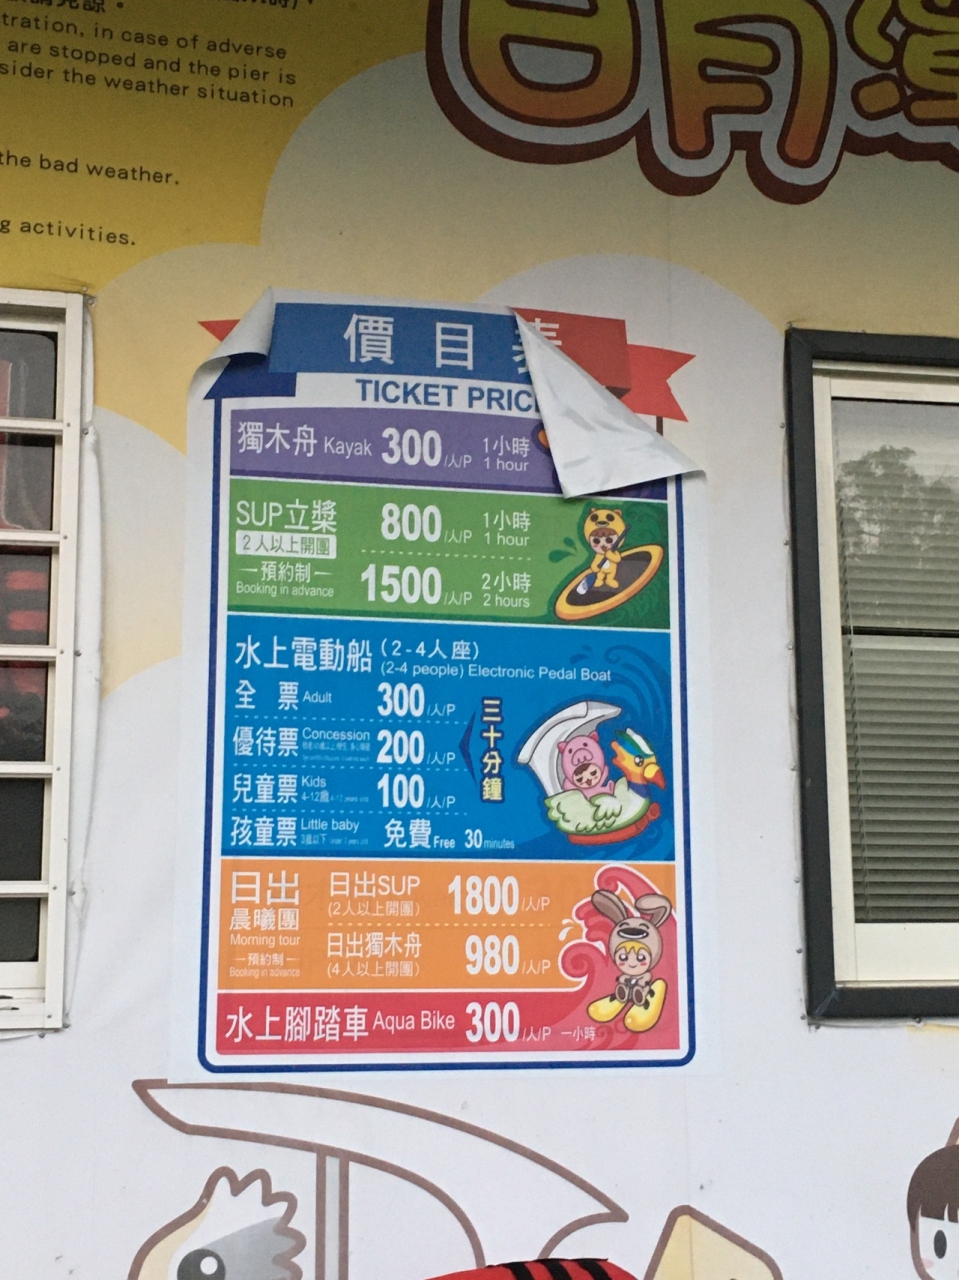 tration, in case of adverse
are stopped and the pier is
sider the weather situation
the bad weather.
g activities.
價目表
TICKET PRIC
獨木舟 Kayak 300/人/P 1小時
1 hour
SUP立槳 800/人/P 1小時
1 hour
2人以上開團
預約制
Booking in advance
1500/人/P 2小時
2 hours
水上電動船 (2-4人座)
(2-4 people) Electronic Pedal Boat
全票 Adult 300/人/P
優待票 Concession 200/人/P
兒童票 Kids 100/人/P
4-12歲
孩童票 Little baby 免費 Free 30 minutes
3歲以下
三十分鐘
日出
晨曦團
Morning tour
預約制
Booking in advance
日出SUP 1800/人/P
(2人以上開團)
日出獨木舟 980/人/P
(4人以上開團)
水上腳踏車 Aqua Bike 300/人/P 一小時